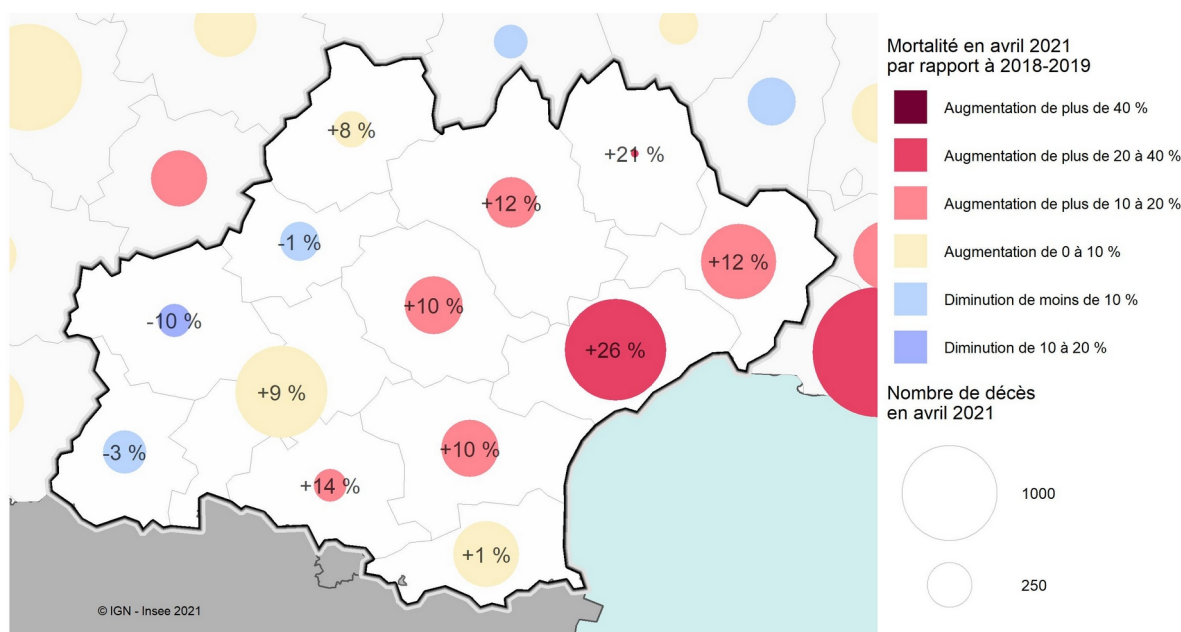 +8 %
+21 %
+12 %
-1 %
+12 %
+10 %
-10 %
+26 %
+9 %
-3 %
+10 %
+14 %
+1 %
© IGN - Insee 2021
Mortalité en avril 2021
par rapport à 2018-2019
Augmentation de plus de 40 %
Augmentation de plus de 20 à 40 %
Augmentation de plus de 10 à 20 %
Augmentation de 0 à 10 %
Diminution de moins de 10 %
Diminution de 10 à 20 %
Nombre de décès
en avril 2021
1000
250